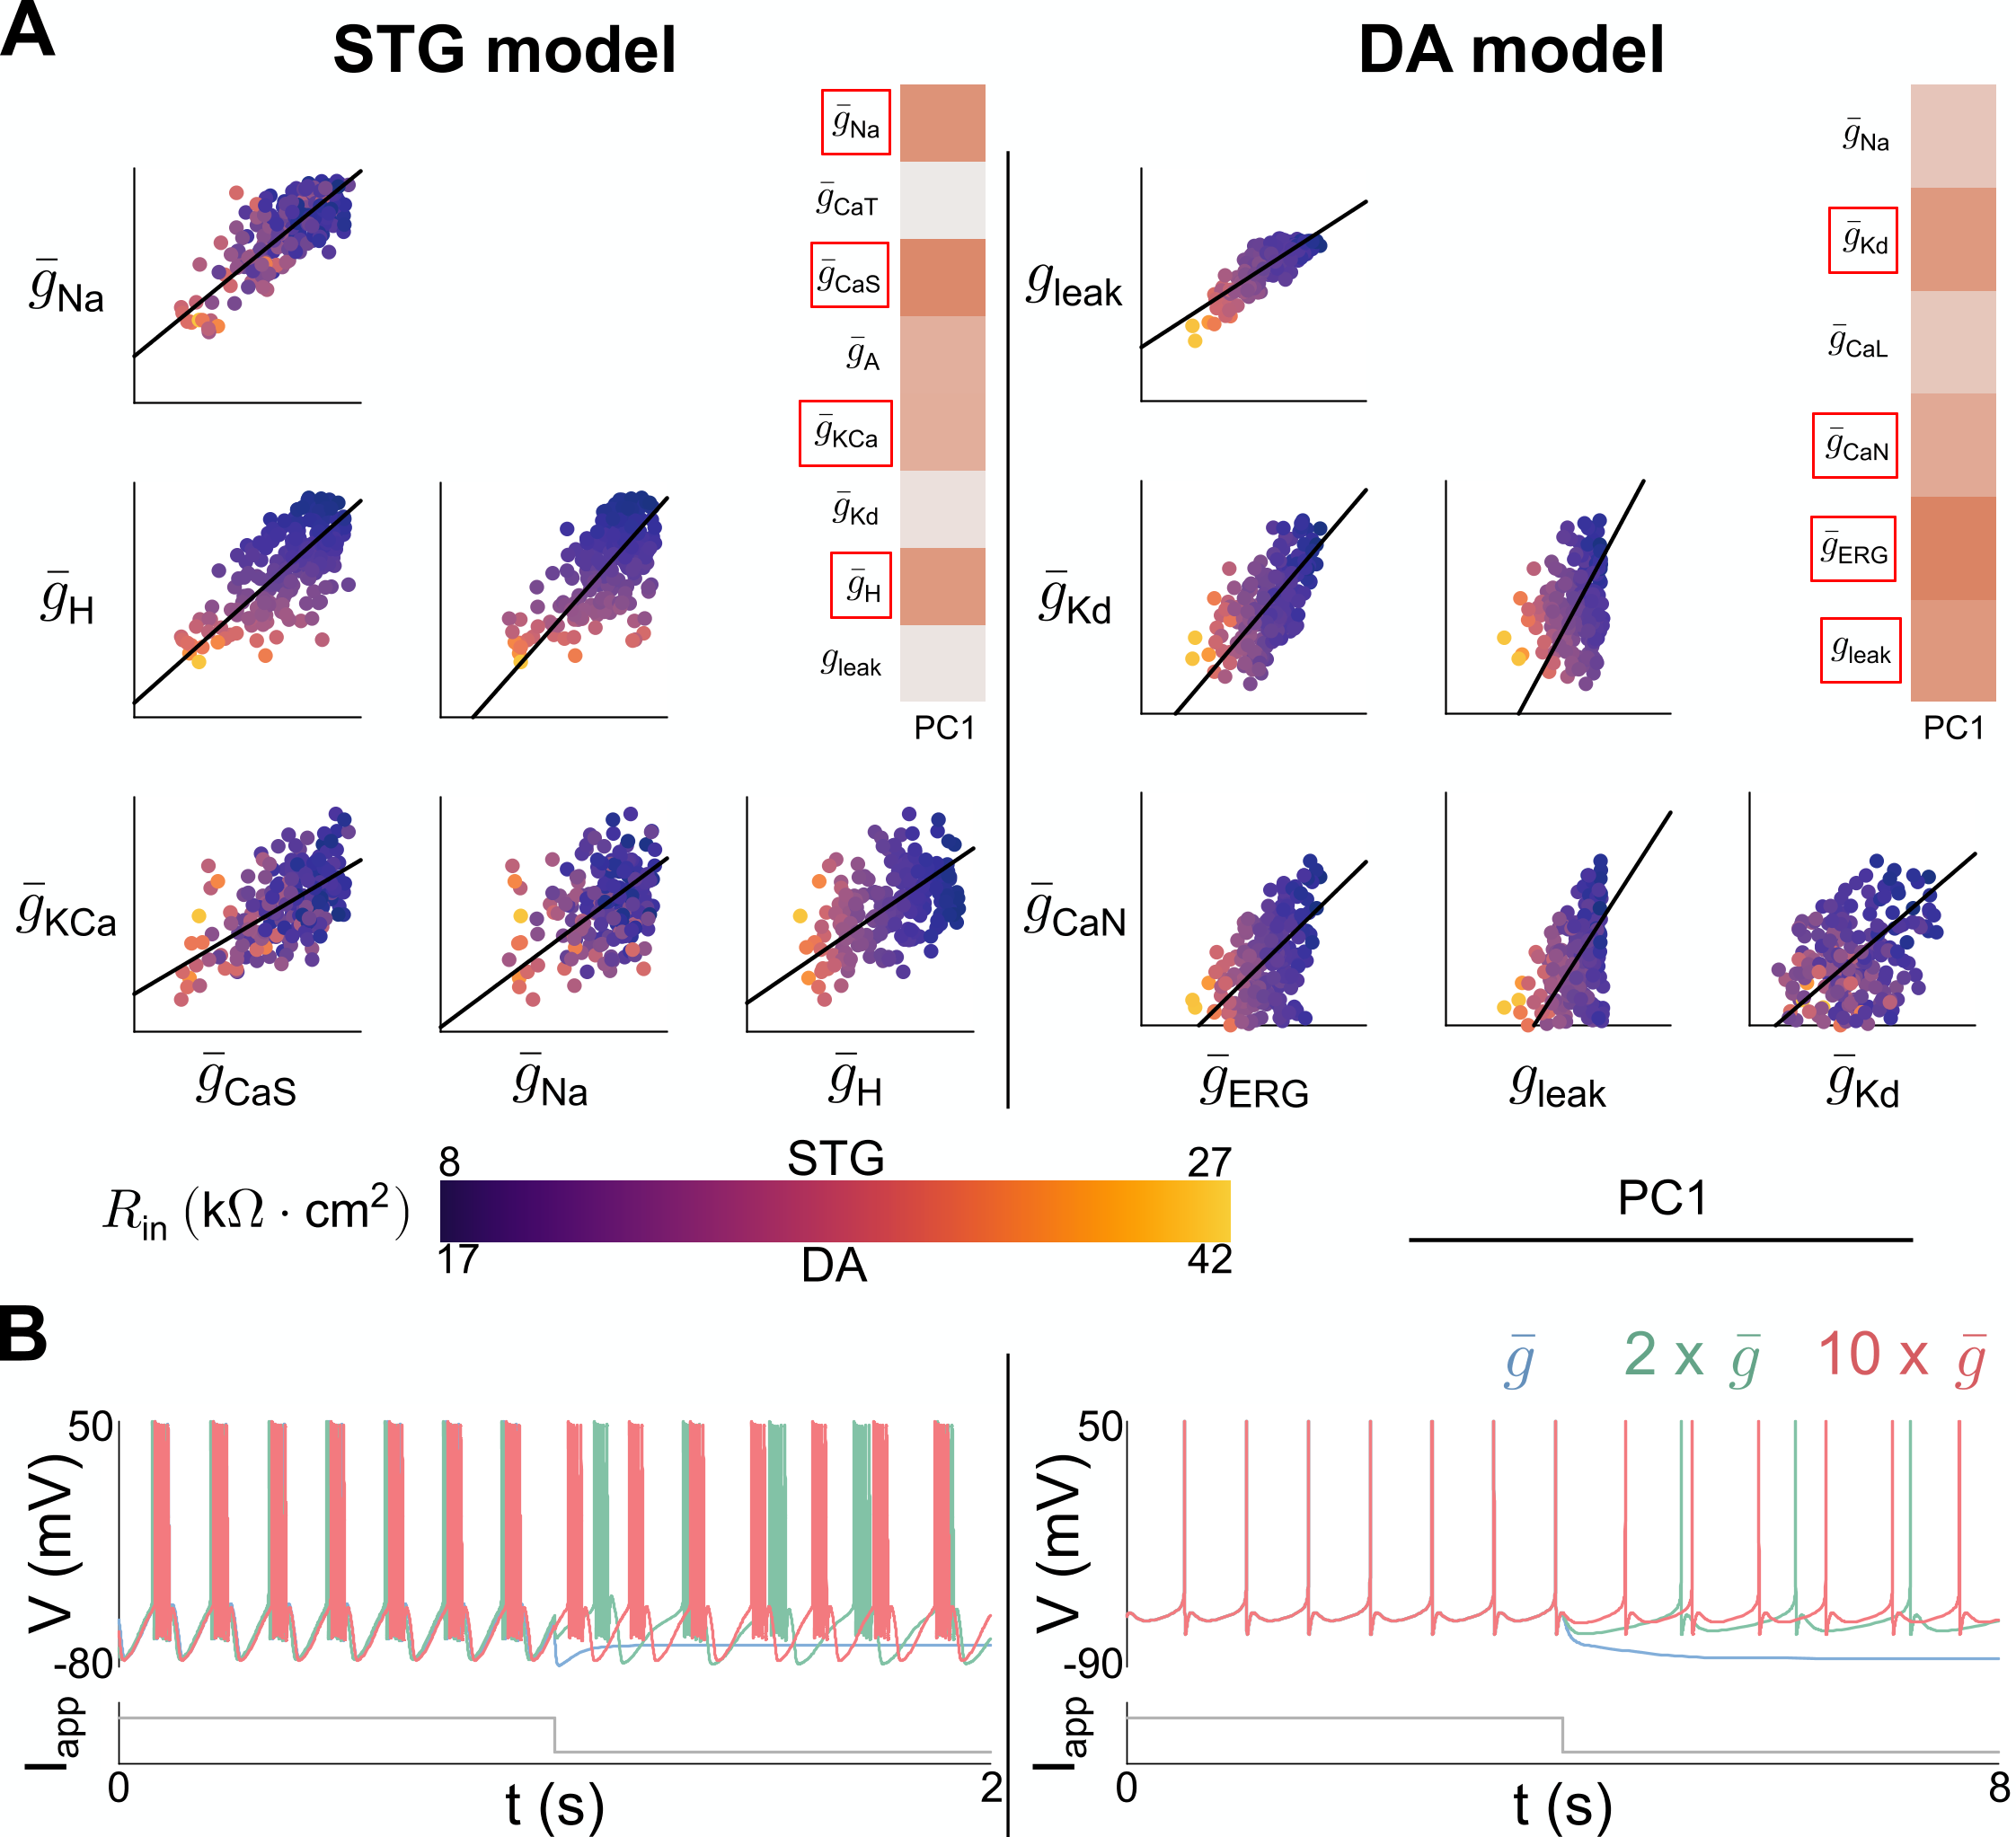 A
STG model
DA model
ḡNa
ḡCaT
ḡCaS
ḡA
ḡKCa
ḡKd
ḡH
gleak
PC1
ḡNa
ḡH
ḡKCa
ḡCaS
ḡNa
ḡH
ḡNa
ḡKd
ḡCaL
ḡCaN
ḡERG
gleak
PC1
gleak
ḡKd
ḡCaN
ḡERG
gleak
ḡKd
8 STG 27
Rin (kΩ · cm²)
17 DA 42
PC1
B
ḡ 2 x ḡ 10 x ḡ
50
V (mV)
-80
Iapp
0
t (s)
2
50
V (mV)
-90
Iapp
0
t (s)
8